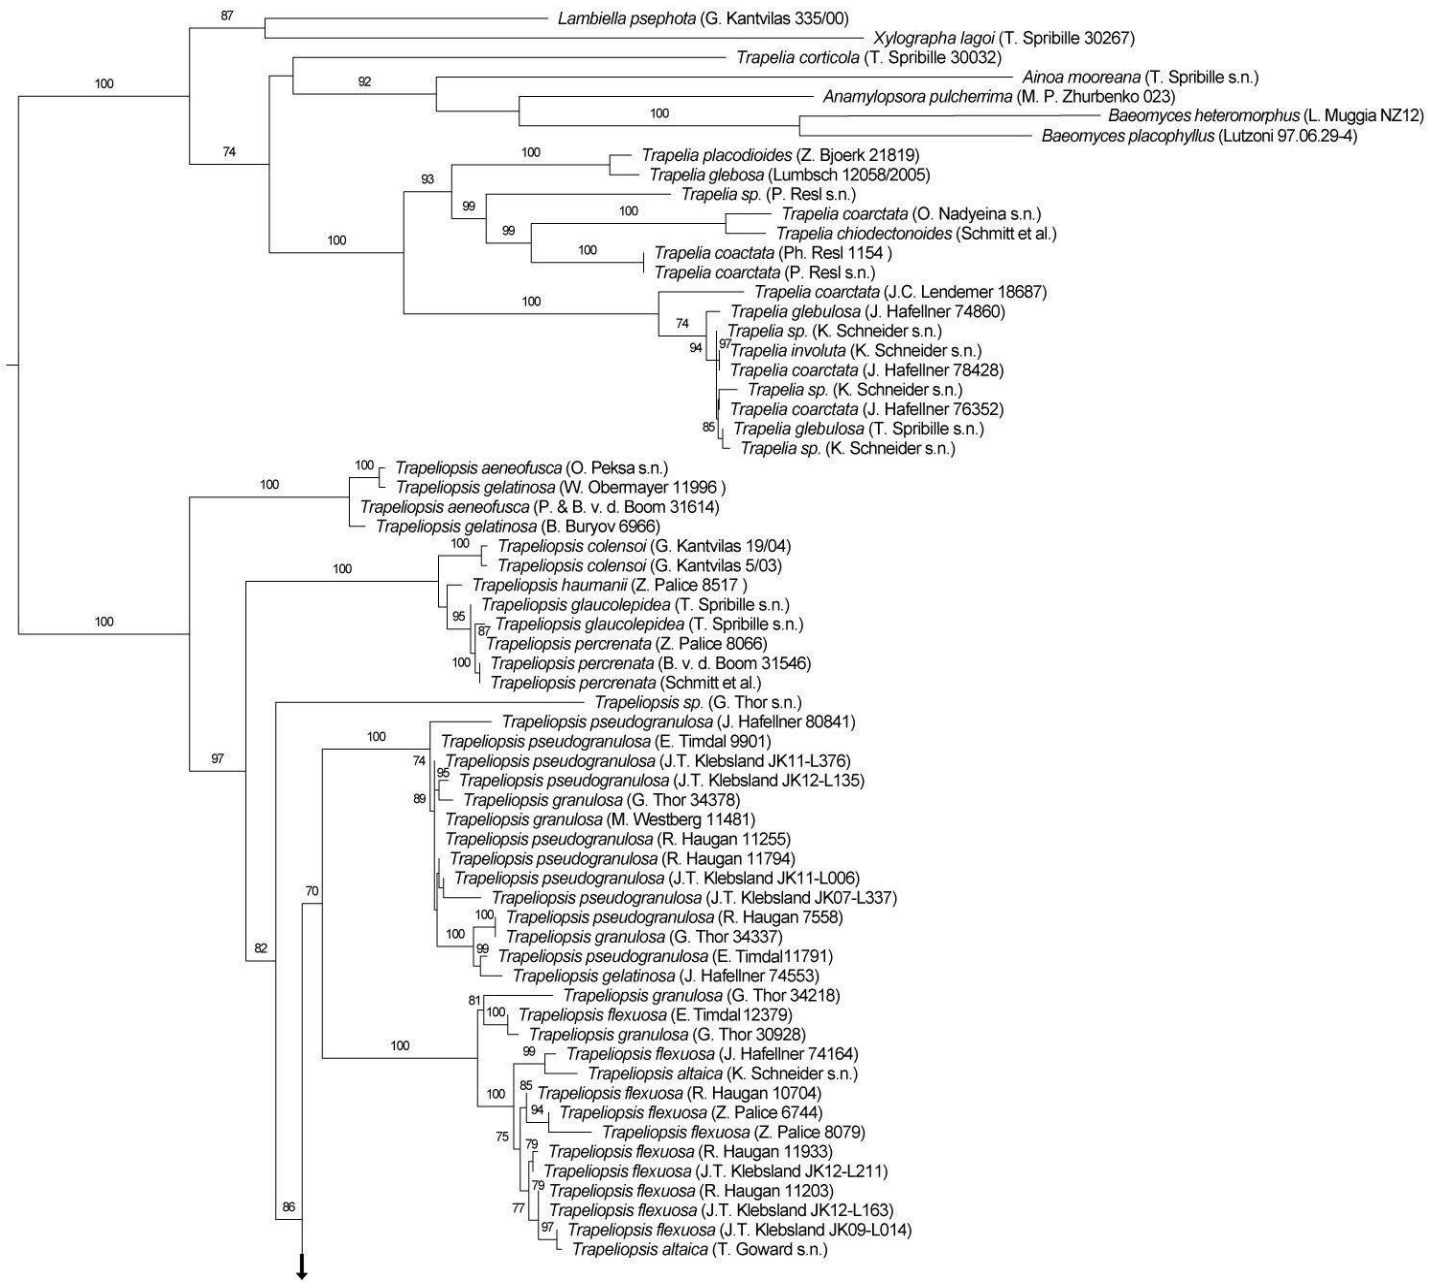 87
Lambiella psephota (G. Kantvilas 335/00)
Xylographa lagoi (T. Spribille 30267)
Trapelia corticola (T. Spribille 30032)
100
92
Ainoa mooreana (T. Spribille s.n.)
Anamylopsora pulcherrima (M. P. Zhurbenko 023)
100
Baeomyces heteromorphus (L. Muggia NZ12)
Baeomyces placophyllus (Lutzoni 97.06.29-4)
74
100
Trapelia placodioides (Z. Bjoerk 21819)
93
Trapelia glebosa (Lumbsch 12058/2005)
Trapelia sp. (P. Resl s.n.)
99
100
Trapelia coarctata (O. Nadyeina s.n.)
99
Trapelia chiodectonoides (Schmitt et al.)
100
100
Trapelia coactata (Ph. Resl 1154 )
Trapelia coarctata (P. Resl s.n.)
100
Trapelia coarctata (J.C. Lendemer 18687)
Trapelia glebulosa (J. Hafellner 74860)
74
Trapelia sp. (K. Schneider s.n.)
94
97
Trapelia involuta (K. Schneider s.n.)
Trapelia coarctata (J. Hafellner 78428)
Trapelia sp. (K. Schneider s.n.)
Trapelia coarctata (J. Hafellner 76352)
85
Trapelia glebulosa (T. Spribille s.n.)
Trapelia sp. (K. Schneider s.n.)
100
Trapeliopsis aeneofusca (O. Peksa s.n.)
100
Trapeliopsis gelatinosa (W. Obermayer 11996 )
Trapeliopsis aeneofusca (P. & B. v. d. Boom 31614)
Trapeliopsis gelatinosa (B. Buryov 6966)
100
Trapeliopsis colensoi (G. Kantvilas 19/04)
100
Trapeliopsis colensoi (G. Kantvilas 5/03)
Trapeliopsis haumanii (Z. Palice 8517 )
Trapeliopsis glaucolepidea (T. Spribille s.n.)
95
100
87
Trapeliopsis glaucolepidea (T. Spribille s.n.)
Trapeliopsis percrenata (Z. Palice 8066)
100
Trapeliopsis percrenata (B. v. d. Boom 31546)
Trapeliopsis percrenata (Schmitt et al.)
Trapeliopsis sp. (G. Thor s.n.)
Trapeliopsis pseudogranulosa (J. Hafellner 80841)
100
Trapeliopsis pseudogranulosa (E. Timdal 9901)
97
74
Trapeliopsis pseudogranulosa (J.T. Klebsland JK11-L376)
95
Trapeliopsis pseudogranulosa (J.T. Klebsland JK12-L135)
89
Trapeliopsis granulosa (G. Thor 34378)
Trapeliopsis granulosa (M. Westberg 11481)
Trapeliopsis pseudogranulosa (R. Haugan 11255)
Trapeliopsis pseudogranulosa (R. Haugan 11794)
Trapeliopsis pseudogranulosa (J.T. Klebsland JK11-L006)
70
Trapeliopsis pseudogranulosa (J.T. Klebsland JK07-L337)
100
Trapeliopsis pseudogranulosa (R. Haugan 7558)
100
Trapeliopsis granulosa (G. Thor 34337)
82
99
Trapeliopsis pseudogranulosa (E. Timdal11791)
Trapeliopsis gelatinosa (J. Hafellner 74553)
81
Trapeliopsis granulosa (G. Thor 34218)
100
Trapeliopsis flexuosa (E. Timdal 12379)
Trapeliopsis granulosa (G. Thor 30928)
100
99
Trapeliopsis flexuosa (J. Hafellner 74164)
Trapeliopsis altaica (K. Schneider s.n.)
100
85
Trapeliopsis flexuosa (R. Haugan 10704)
94
Trapeliopsis flexuosa (Z. Palice 6744)
75
Trapeliopsis flexuosa (Z. Palice 8079)
79
Trapeliopsis flexuosa (R. Haugan 11933)
Trapeliopsis flexuosa (J.T. Klebsland JK12-L211)
79
Trapeliopsis flexuosa (R. Haugan 11203)
86
77
Trapeliopsis flexuosa (J.T. Klebsland JK12-L163)
97
Trapeliopsis flexuosa (J.T. Klebsland JK09-L014)
Trapeliopsis altaica (T. Goward s.n.)